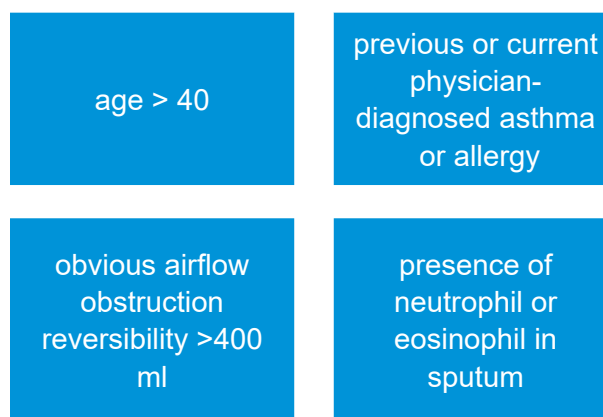 age > 40
previous or current
physician-
diagnosed asthma
or allergy
obvious airflow
obstruction
reversibility >400
ml
presence of
neutrophil or
eosinophil in
sputum